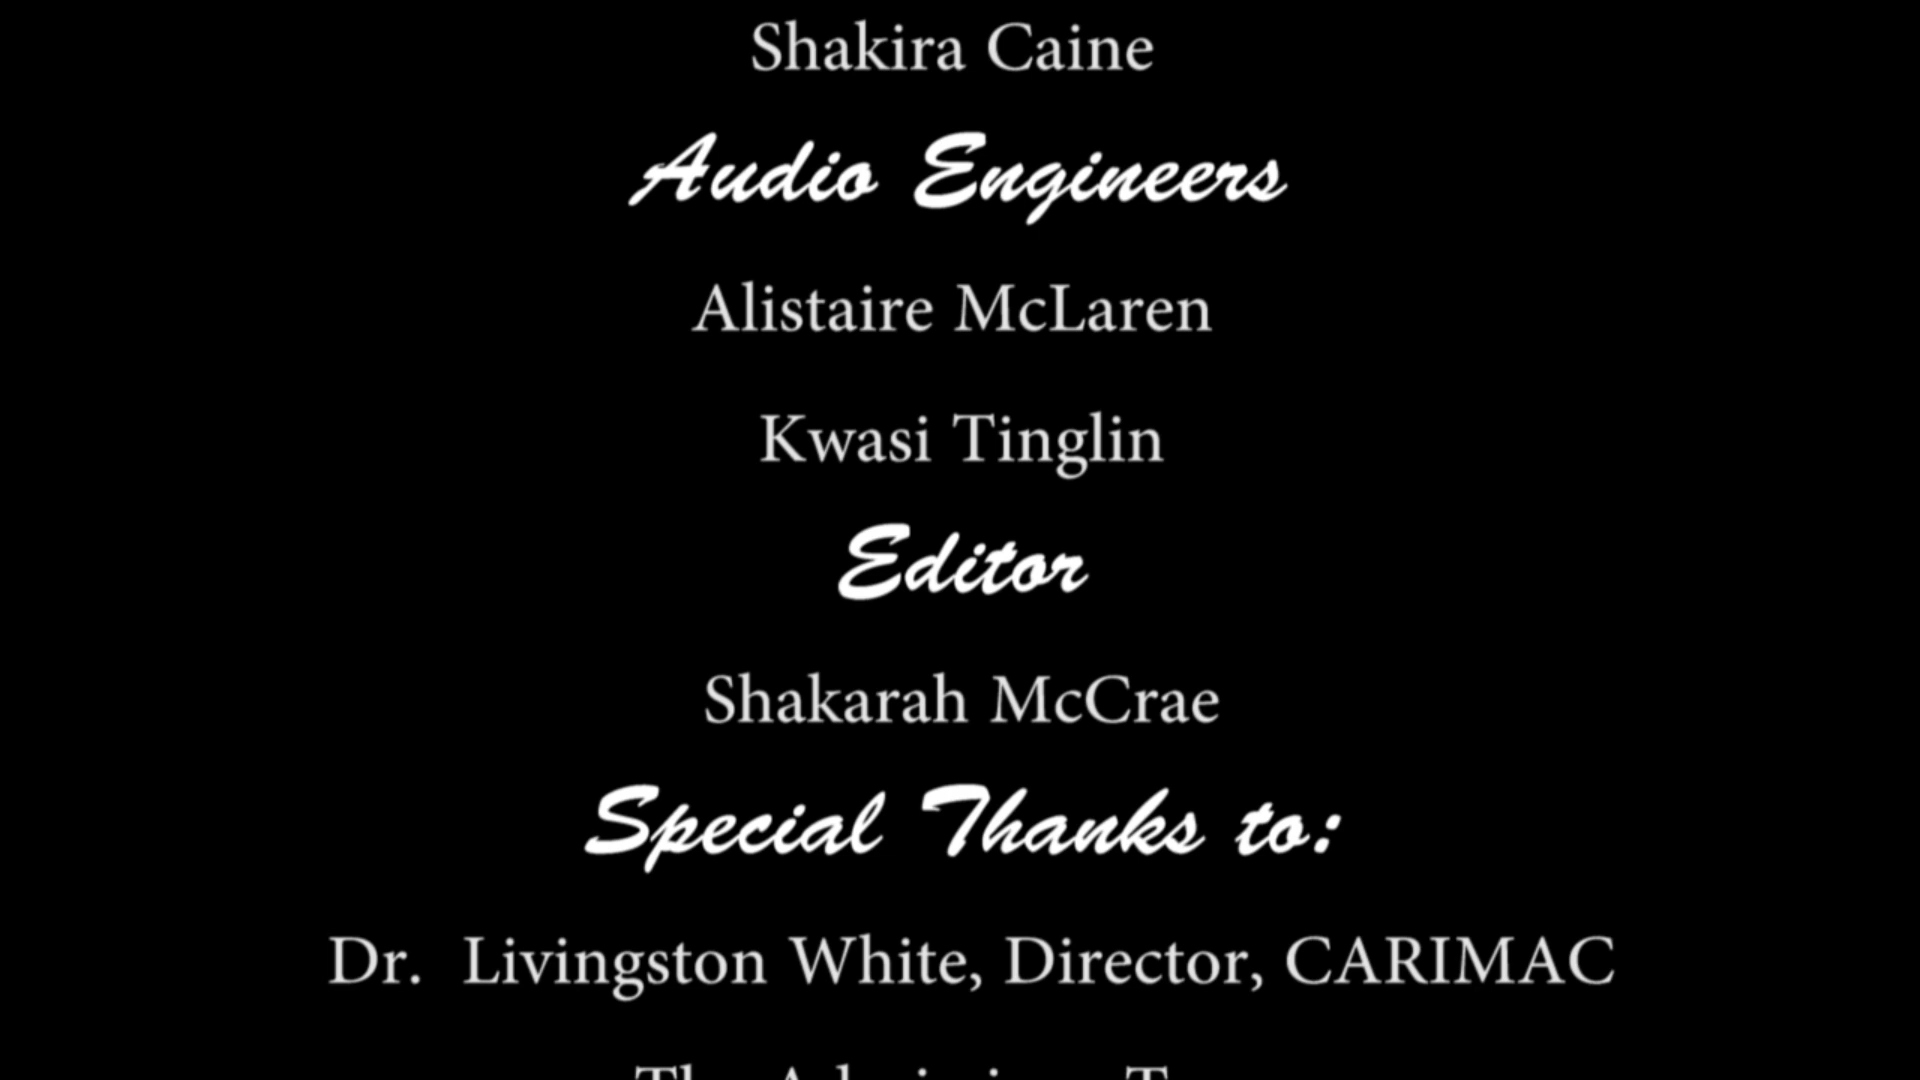 Shakira Caine
Audio Engineers
Alistaire McLaren
Kwasi Tinglin
Editor
Shakarah McCrae
Special Thanks to:
Dr.  Livingston White, Director, CARIMAC
The